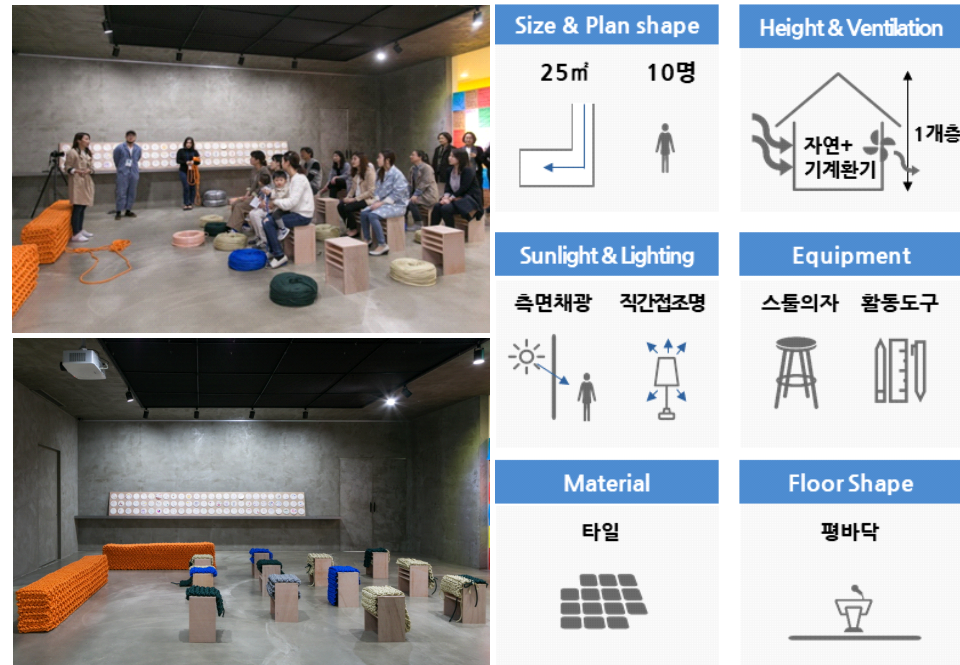 Size & Plan shape
25㎡ 10명
Height & Ventilation
자연+
기계환기
1개층
Sunlight & Lighting
측면채광 직간접조명
Equipment
스툴의자 활동도구
Material
타일
Floor Shape
평바닥